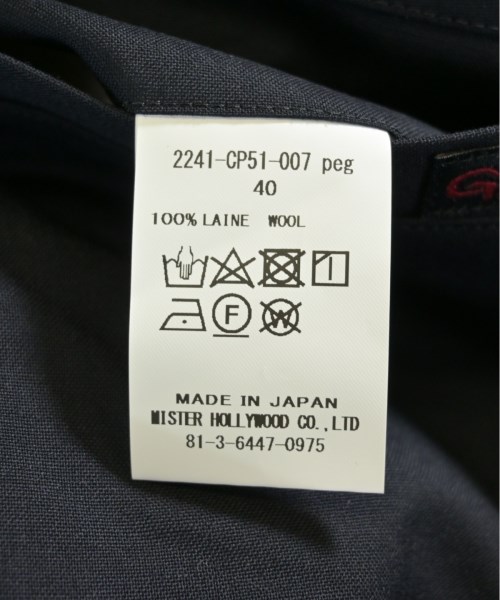 2241-CP51-007 peg
40
100% LAINE WOOL
F
W
MADE IN JAPAN
MISTER HOLLYWOOD CO.,LTD
81-3-6447-0975